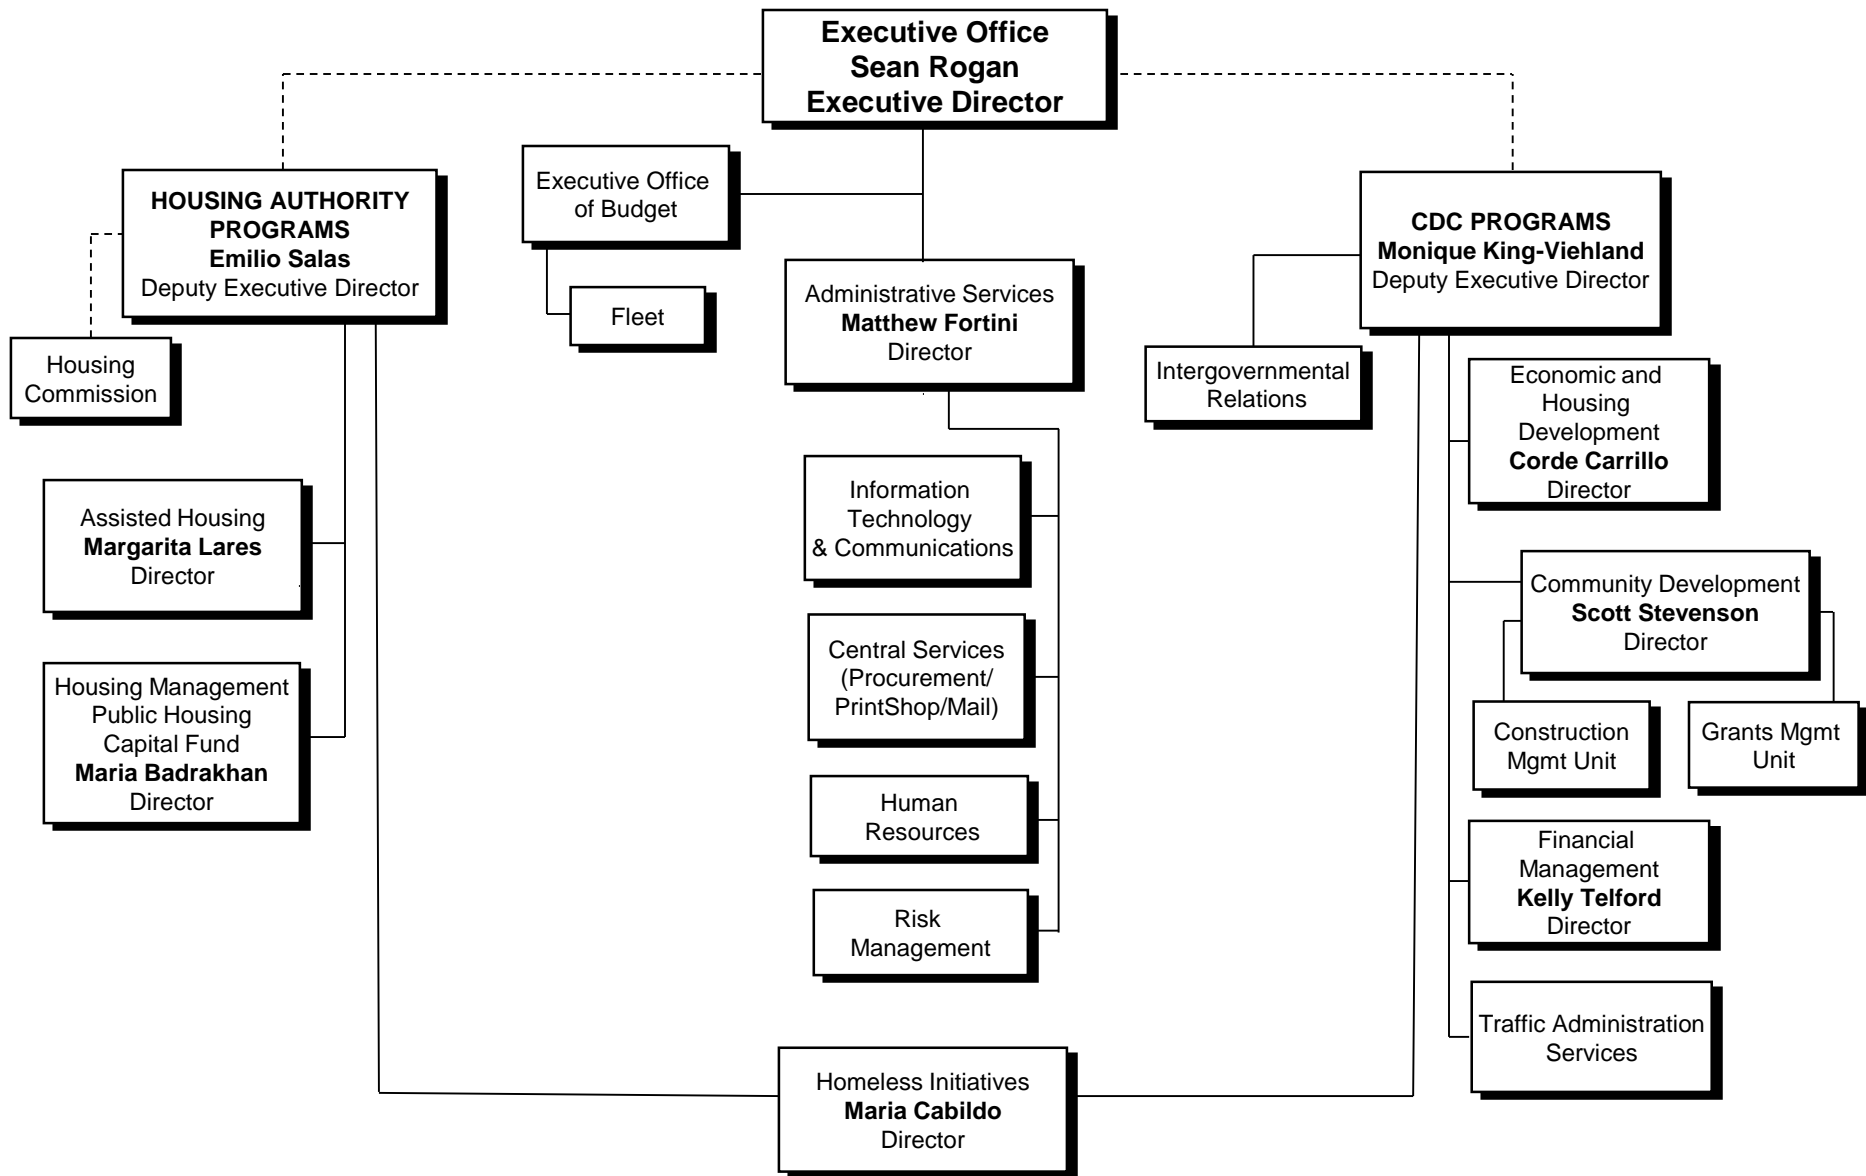 Executive Office
Sean Rogan
Executive Director
HOUSING AUTHORITY
PROGRAMS
Emilio Salas
Deputy Executive Director
Housing
Commission
Assisted Housing
Margarita Lares
Director
Housing Management
Public Housing
Capital Fund
Maria Badrakhan
Director
Executive Office
of Budget
Fleet
Administrative Services
Matthew Fortini
Director
Information
Technology
& Communications
Central Services
(Procurement/
PrintShop/Mail)
Human
Resources
Risk
Management
CDC PROGRAMS
Monique King-Viehland
Deputy Executive Director
Intergovernmental
Relations
Economic and
Housing
Development
Corde Carrillo
Director
Community Development
Scott Stevenson
Director
Construction
Mgmt Unit
Grants Mgmt
Unit
Financial
Management
Kelly Telford
Director
Traffic Administration
Services
Homeless Initiatives
Maria Cabildo
Director